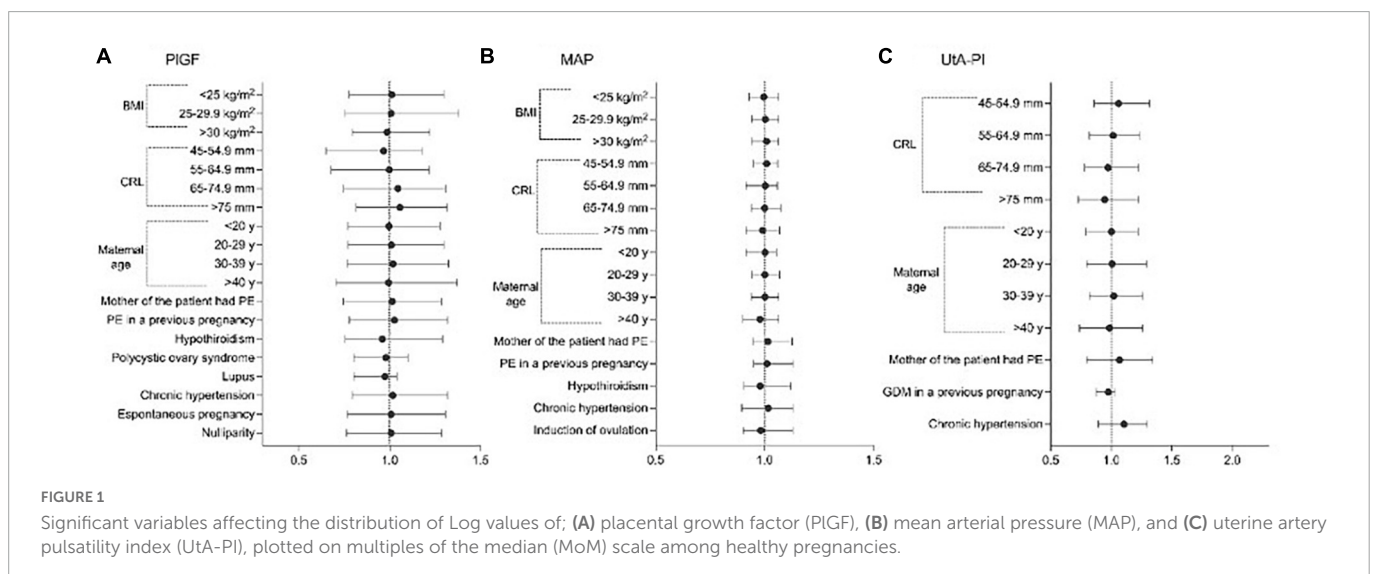 A PlGF
BMI
<25 kg/m²
25-29.9 kg/m²
>30 kg/m²
CRL
45-54.9 mm
55-64.9 mm
65-74.9 mm
>75 mm
Maternal
age
<20 y
20-29 y
30-39 y
>40 y
Mother of the patient had PE
PE in a previous pregnancy
Hypothiroidism
Polycystic ovary syndrome
Lupus
Chronic hypertension
Espontaneous pregnancy
Nulliparity
0.5 1.0 1.5
B MAP
BMI
<25 kg/m²
25-29.9 kg/m²
>30 kg/m²
CRL
45-54.9 mm
55-64.9 mm
65-74.9 mm
>75 mm
Maternal
age
<20 y
20-29 y
30-39 y
>40 y
Mother of the patient had PE
PE in a previous pregnancy
Hypothiroidism
Chronic hypertension
Induction of ovulation
0.5 1.0 1.5
C UtA-PI
CRL
45-54.9 mm
55-64.9 mm
65-74.9 mm
>75 mm
Maternal
age
<20 y
20-29 y
30-39 y
>40 y
Mother of the patient had PE
GDM in a previous pregnancy
Chronic hypertension
0.5 1.0 1.5 2.0
FIGURE 1
Significant variables affecting the distribution of Log values of; (A) placental growth factor (PlGF), (B) mean arterial pressure (MAP), and (C) uterine artery
pulsatility index (UtA-PI), plotted on multiples of the median (MoM) scale among healthy pregnancies.